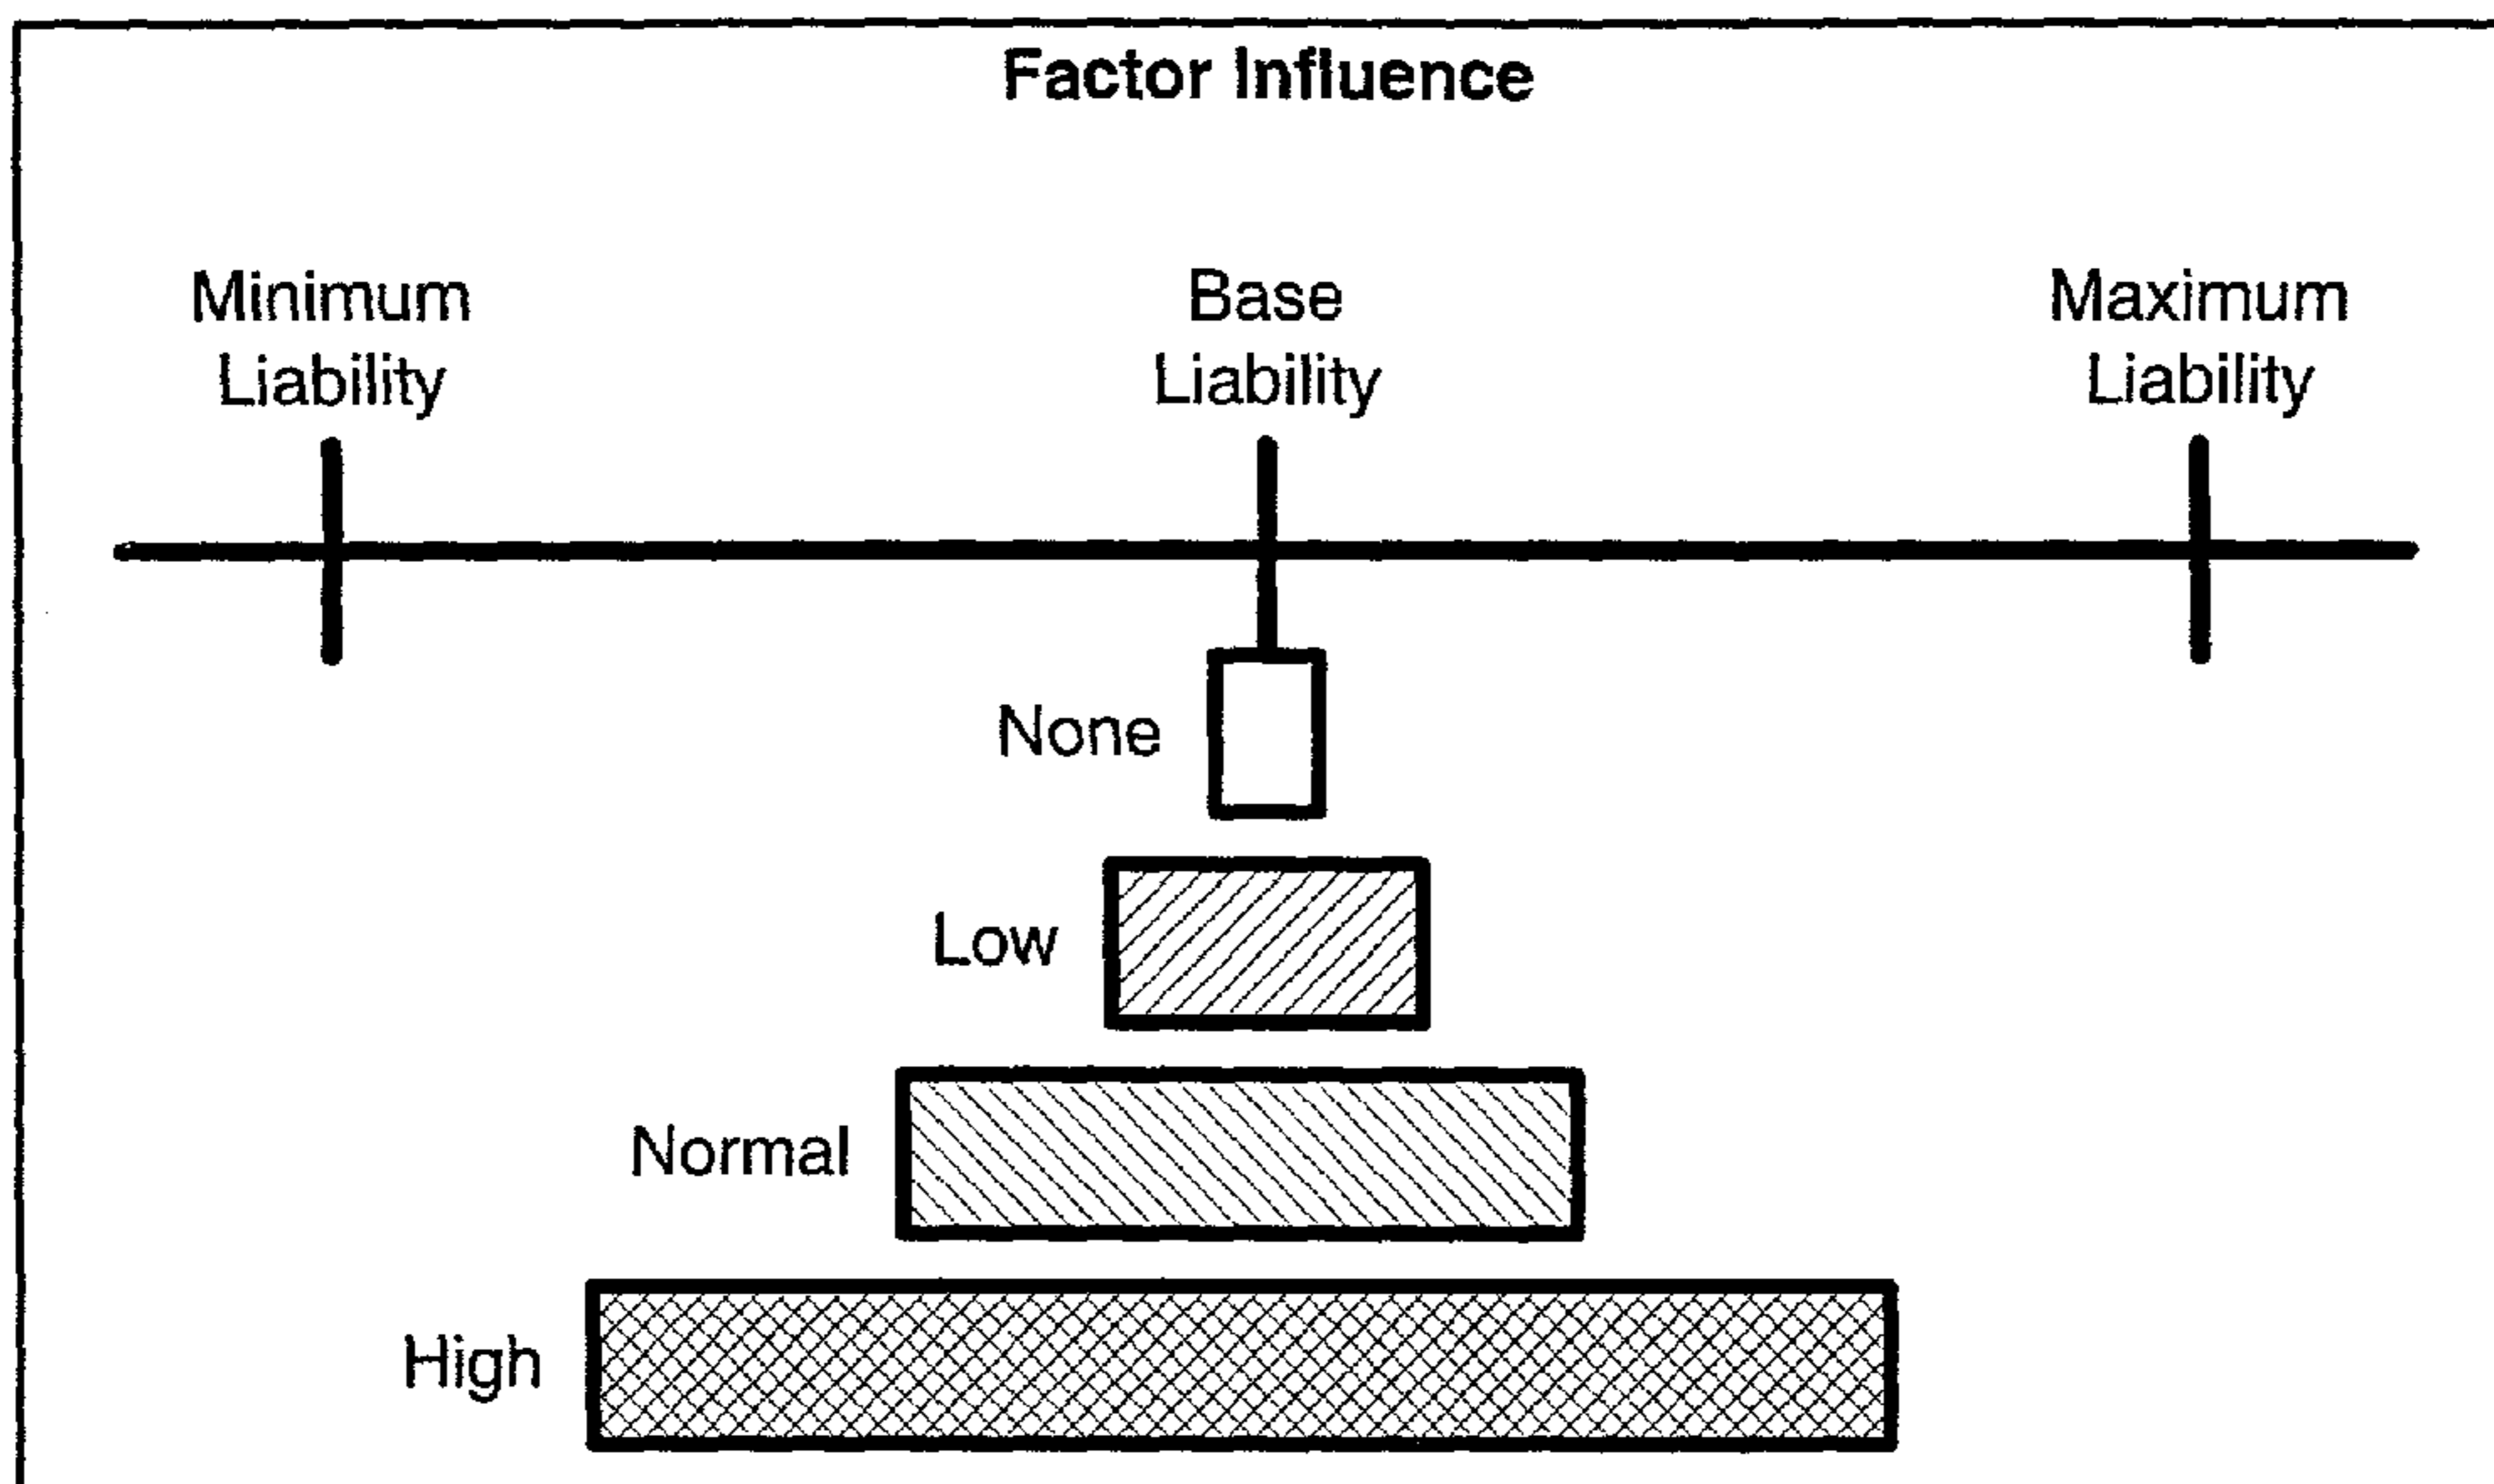 Factor Influence
Minimum
Liability
Base
Liability
Maximum
Liability
None
Low
Normal
High